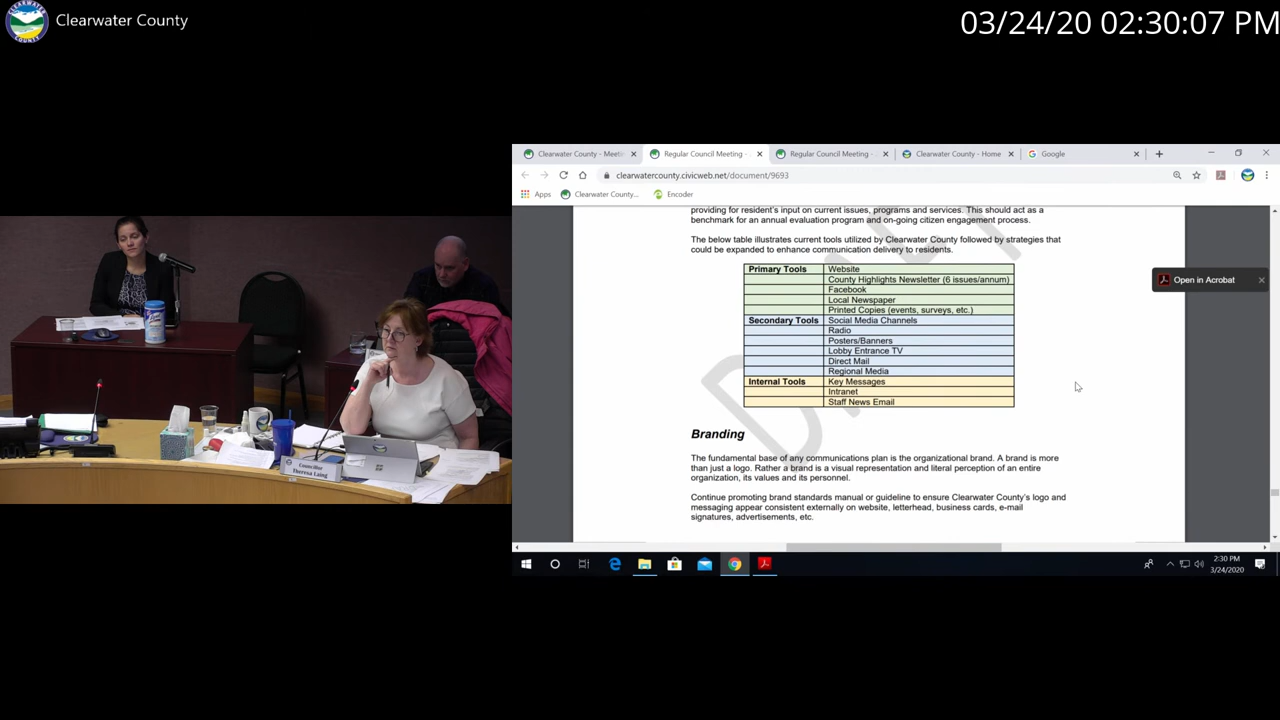 Clearwater County
03/24/20 02:30:07 PM
Clearwater County - Meeti
Regular Council Meeting -
Regular Council Meeting -
Clearwater County - Home
Google
clearwatercounty.civicweb.net/document/9693
Apps
Clearwater County...
Encoder
providing for resident's input on current issues, programs and services. This should act as a
benchmark for an annual evaluation program and on-going citizen engagement process.
The below table illustrates current tools utilized by Clearwater County followed by strategies that
could be expanded to enhance communication delivery to residents.
Open in Acrobat
Primary Tools Website
County Highlights Newsletter (6 issues/annum)
Facebook
Local Newspaper
Printed Copies (events, surveys, etc.)
Secondary Tools Social Media Channels
Radio
Posters/Banners
Lobby Entrance TV
Direct Mail
Regional Media
Internal Tools Key Messages
Intranet
Staff News Email
DRAFT
Branding
The fundamental base of any communications plan is the organizational brand. A brand is more
than just a logo. Rather a brand is a visual representation and literal perception of an entire
organization, its values and its personnel.
Continue promoting brand standards manual or guideline to ensure Clearwater County's logo and
messaging appear consistent externally on website, letterhead, business cards, e-mail
signatures, advertisements, etc.
Councillor
Theresa Laing
2:30 PM
3/24/2020